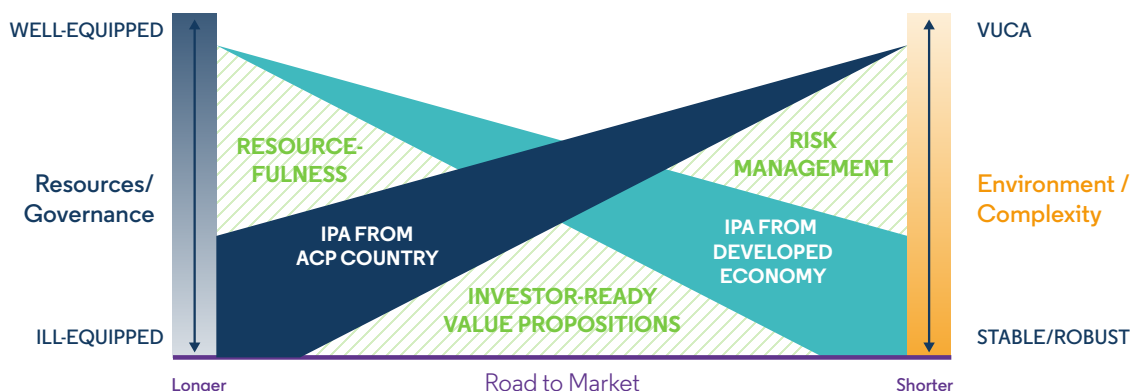 WELL-EQUIPPED
VUCA
RESOURCE-
FULNESS
RISK
MANAGEMENT
Resources/
Governance
Environment /
Complexity
IPA FROM
ACP COUNTRY
IPA FROM
DEVELOPED
ECONOMY
INVESTOR-READY
VALUE PROPOSITIONS
ILL-EQUIPPED
STABLE/ROBUST
Longer
Road to Market
Shorter